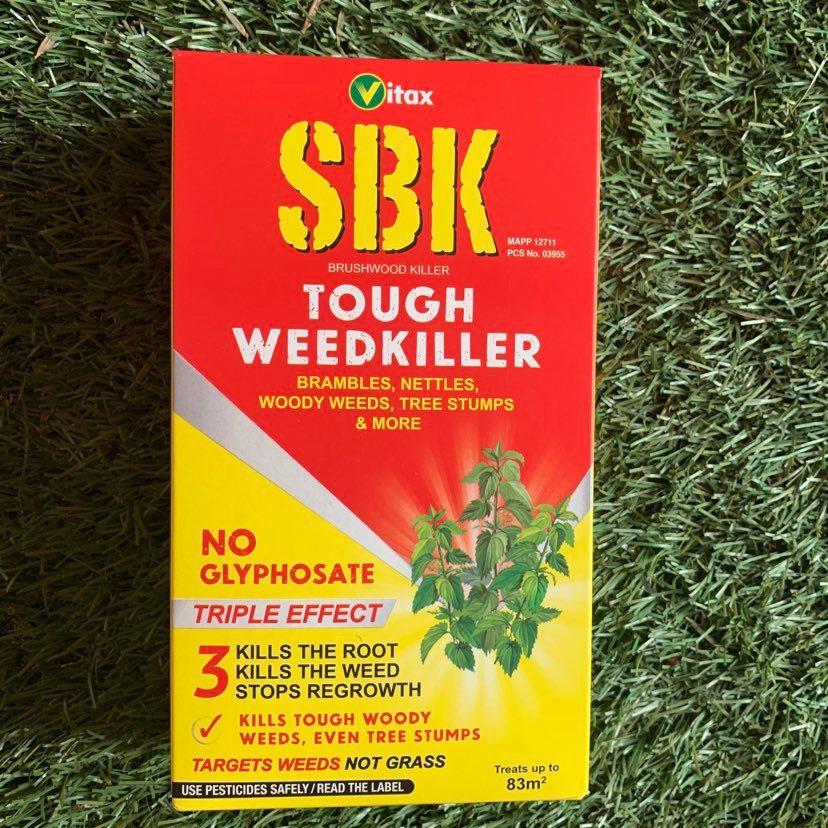 Vitax
SBK
MAPP 12711
PCS No. 03955
BRUSHWOOD KILLER
TOUGH
WEEDKILLER
BRAMBLES, NETTLES,
WOODY WEEDS, TREE STUMPS
& MORE
NO
GLYPHOSATE
TRIPLE EFFECT
3 KILLS THE ROOT
KILLS THE WEED
STOPS REGROWTH
KILLS TOUGH WOODY
WEEDS, EVEN TREE STUMPS
TARGETS WEEDS NOT GRASS
USE PESTICIDES SAFELY/READ THE LABEL
Treats up to
83m²